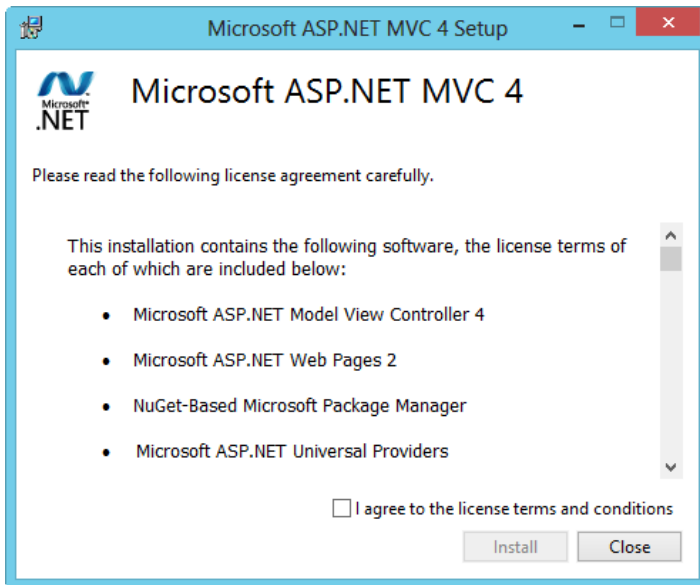 Microsoft ASP.NET MVC 4 Setup
Microsoft
.NET
Microsoft ASP.NET MVC 4
Please read the following license agreement carefully.
This installation contains the following software, the license terms of
each of which are included below:
• Microsoft ASP.NET Model View Controller 4
• Microsoft ASP.NET Web Pages 2
• NuGet-Based Microsoft Package Manager
• Microsoft ASP.NET Universal Providers
I agree to the license terms and conditions
Install Close